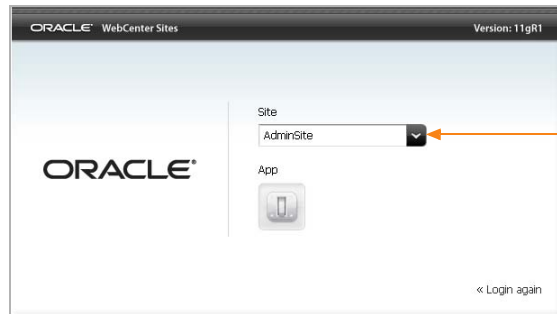 ORACLE® WebCenter Sites
Version: 11gR1
Site
AdminSite
ORACLE®
App
« Login again